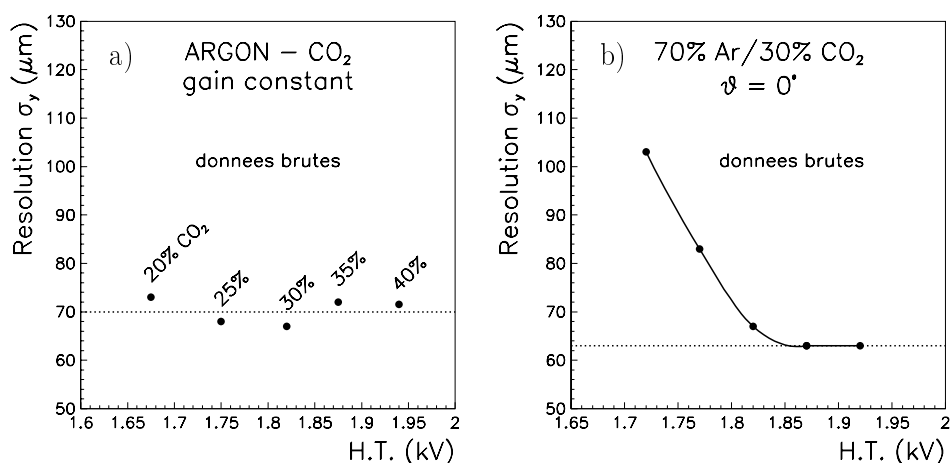 a)
ARGON – CO₂
gain constant
donnees brutes
20% CO₂
25%
30%
35%
40%
Resolution σy (μm)
130
120
110
100
90
80
70
60
50
1.6 1.65 1.7 1.75 1.8 1.85 1.9 1.95 2
H.T. (kV)
b)
70% Ar/30% CO₂
ϑ = 0°
donnees brutes
Resolution σy (μm)
130
120
110
100
90
80
70
60
50
1.65 1.7 1.75 1.8 1.85 1.9 1.95 2
H.T. (kV)